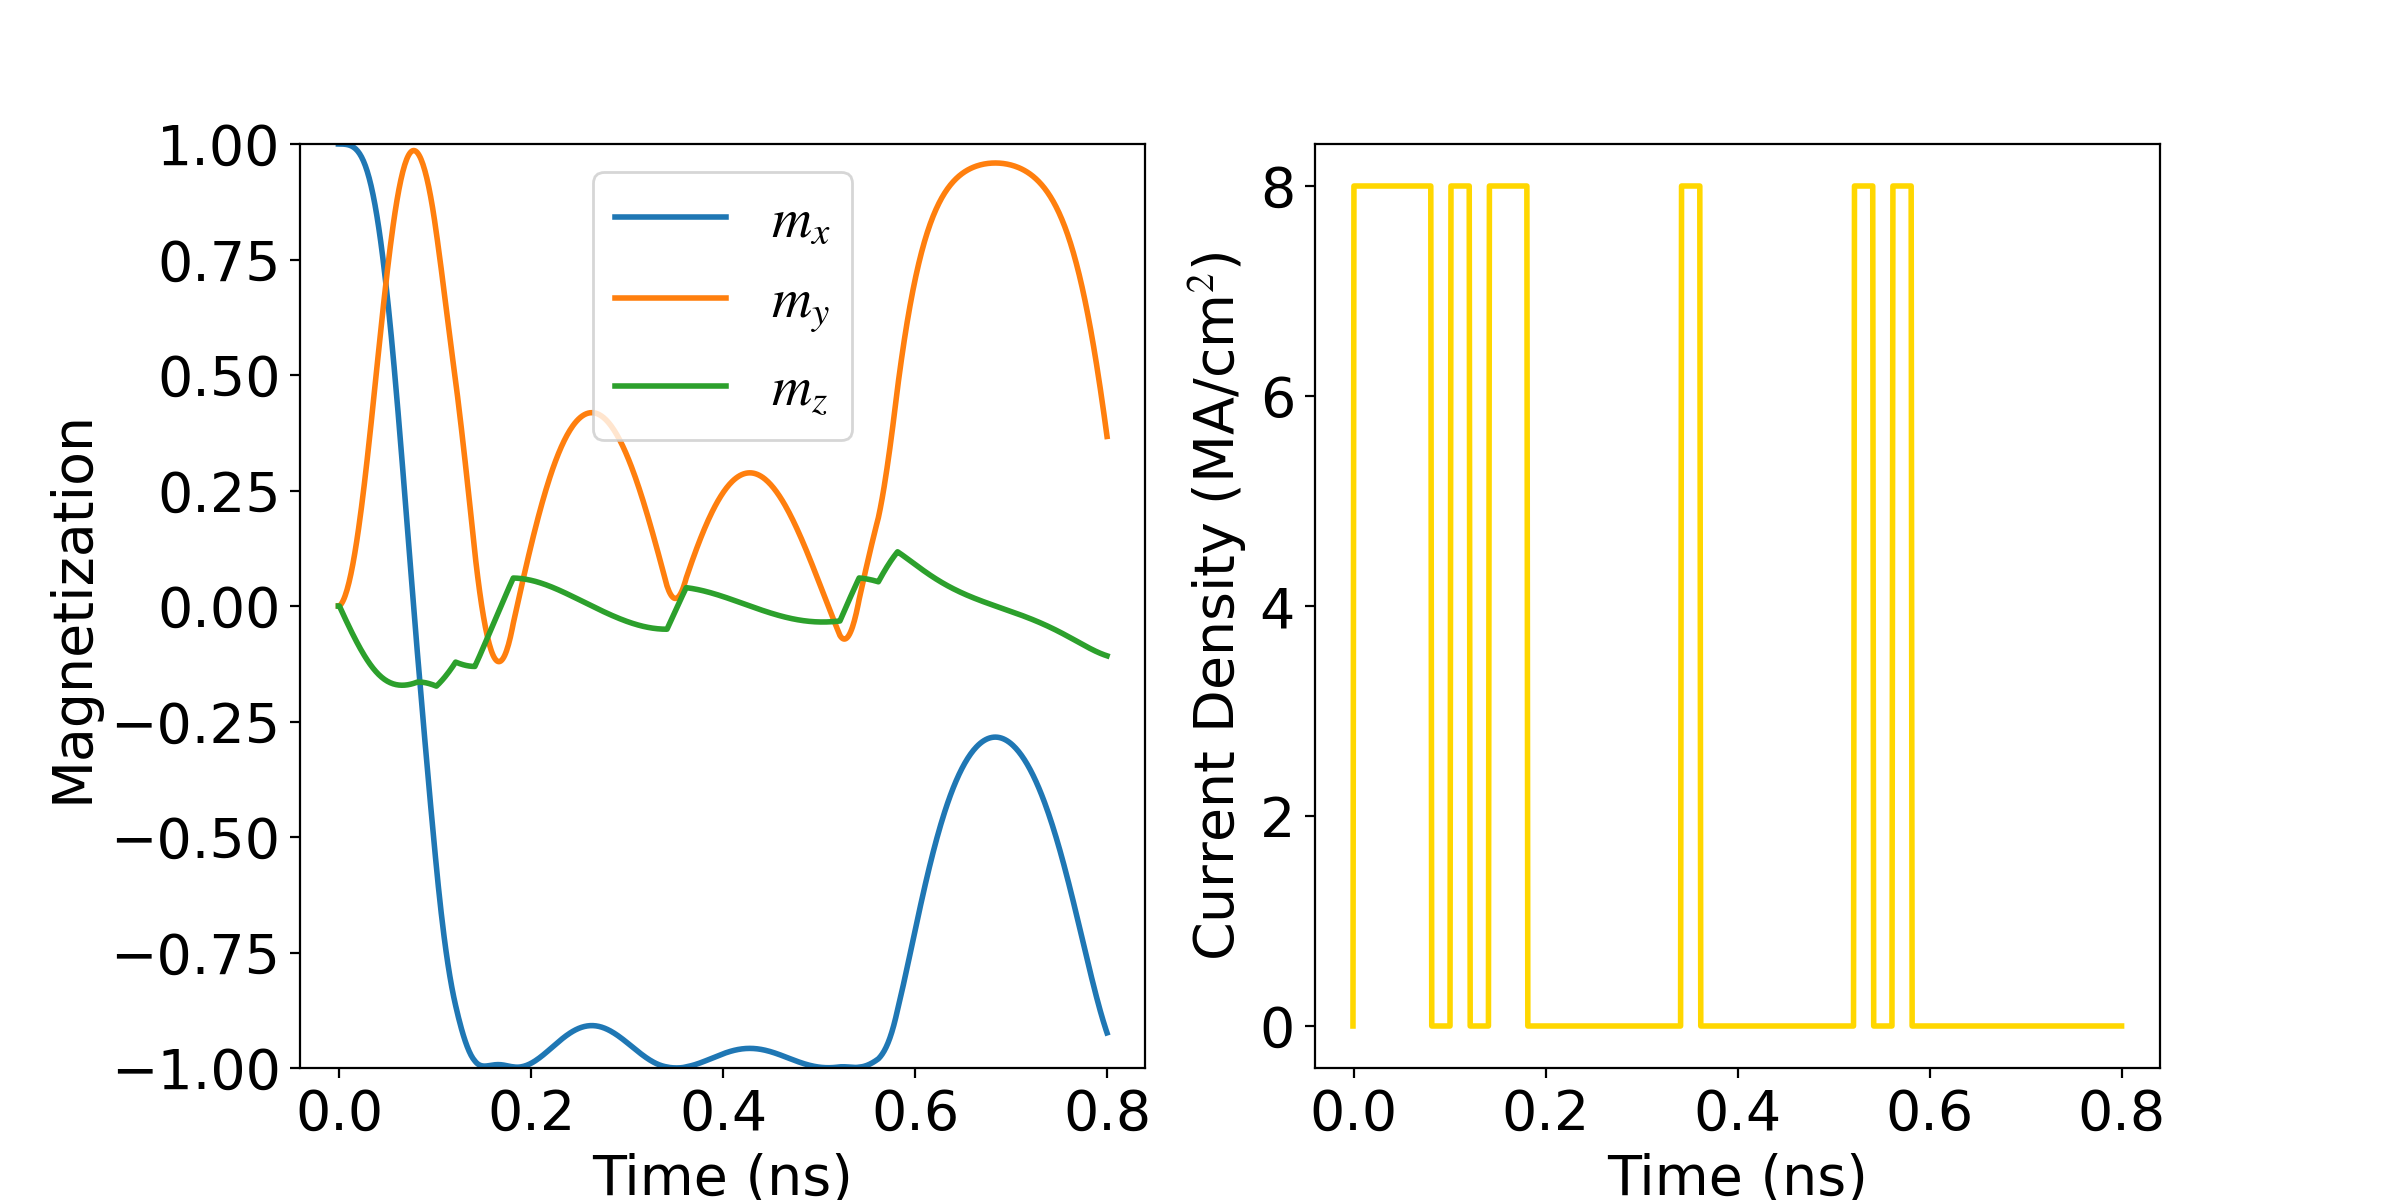 1.00
0.75
0.50
0.25
0.00
−0.25
−0.50
−0.75
−1.00
Magnetization
0.0 0.2 0.4 0.6 0.8
Time (ns)
m_x
m_y
m_z
8
6
4
2
0
Current Density (MA/cm²)
0.0 0.2 0.4 0.6 0.8
Time (ns)